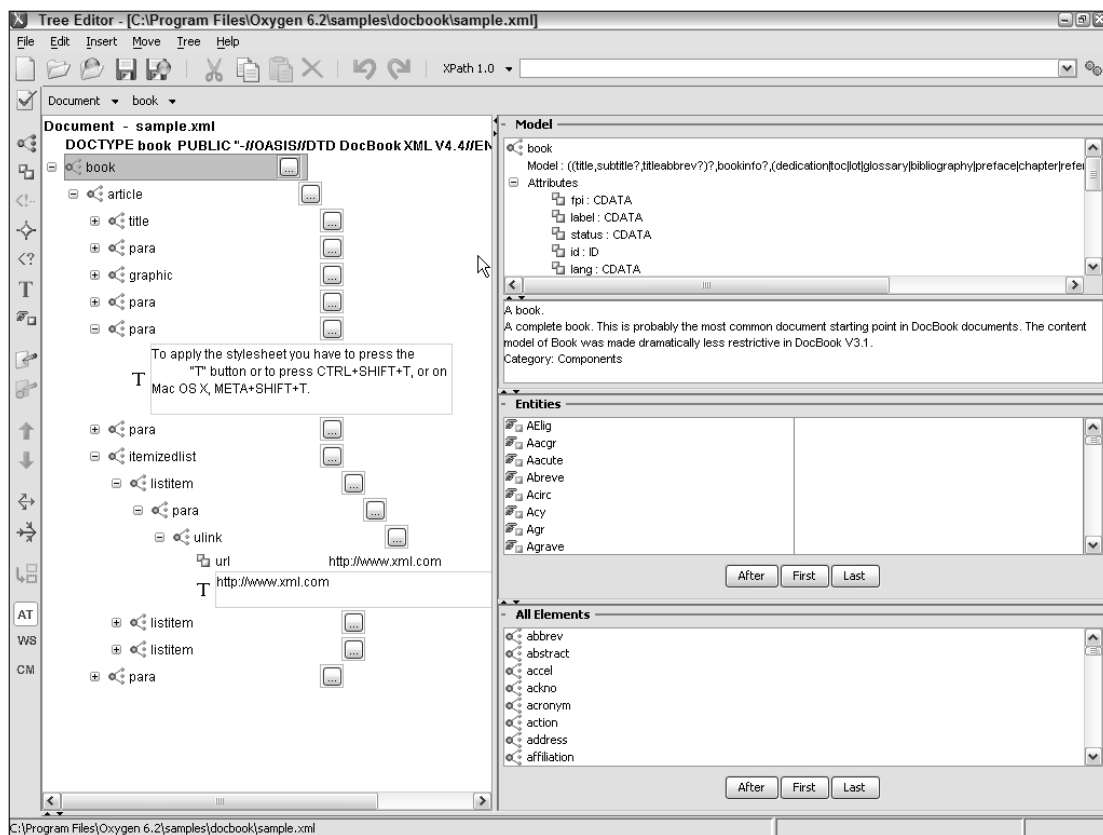 Tree Editor - [C:\Program Files\Oxygen 6.2\samples\docbook\sample.xml]
File Edit Insert Move Tree Help
XPath 1.0
Document book
Document - sample.xml
DOCTYPE book PUBLIC "-//OASIS//DTD DocBook XML V4.4//EN
book
...
article
...
title
...
para
...
graphic
...
para
...
para
...
T
To apply the stylesheet you have to press the
"T" button or to press CTRL+SHIFT+T, or on
Mac OS X, META+SHIFT+T.
para
...
itemizedlist
...
listitem
...
para
...
ulink
...
url http://www.xml.com
T http://www.xml.com
listitem
...
listitem
...
para
...
<!--
<?
T
AT
WS
CM
Model
book
Model : ((title,subtitle?,titleabbrev?)?,bookinfo?,(dedication|toc|lot|glossary|bibliography|preface|chapter|refer
Attributes
fpi : CDATA
label : CDATA
status : CDATA
id : ID
lang : CDATA
A book.
A complete book. This is probably the most common document starting point in DocBook documents. The content
model of Book was made dramatically less restrictive in DocBook V3.1.
Category: Components
Entities
AElig
Aacgr
Aacute
Abreve
Acirc
Acy
Agr
Agrave
After First Last
All Elements
abbrev
abstract
accel
ackno
acronym
action
address
affiliation
After First Last
C:\Program Files\Oxygen 6.2\samples\docbook\sample.xml